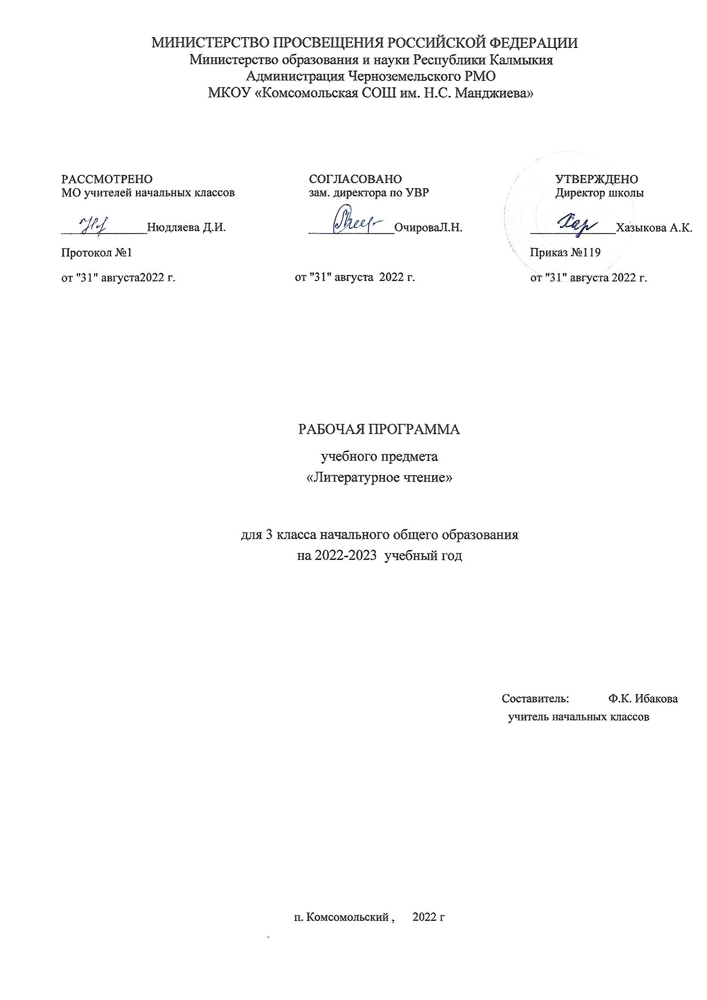 МИНИСТЕРСТВО ПРОСВЕЩЕНИЯ РОССИЙСКОЙ ФЕДЕРАЦИИ
Министерство образования и науки Республики Калмыкия
Администрация Черноземельского РМО
МКОУ «Комсомольская СОШ им. Н.С. Манджиева»
РАССМОТРЕНО
МО учителей начальных классов
Нюдляева Д.И.
Протокол №1
от "31" августа2022 г.
СОГЛАСОВАНО
зам. директора по УВР
ОчироваЛ.Н.
от "31" августа 2022 г.
УТВЕРЖДЕНО
Директор школы
Хазыкова А.К.
Приказ №119
от "31" августа 2022 г.
РАБОЧАЯ ПРОГРАММА
учебного предмета
«Литературное чтение»
для 3 класса начального общего образования
на 2022-2023 учебный год
Составитель: Ф.К. Ибакова
учитель начальных классов
п. Комсомольский , 2022 г